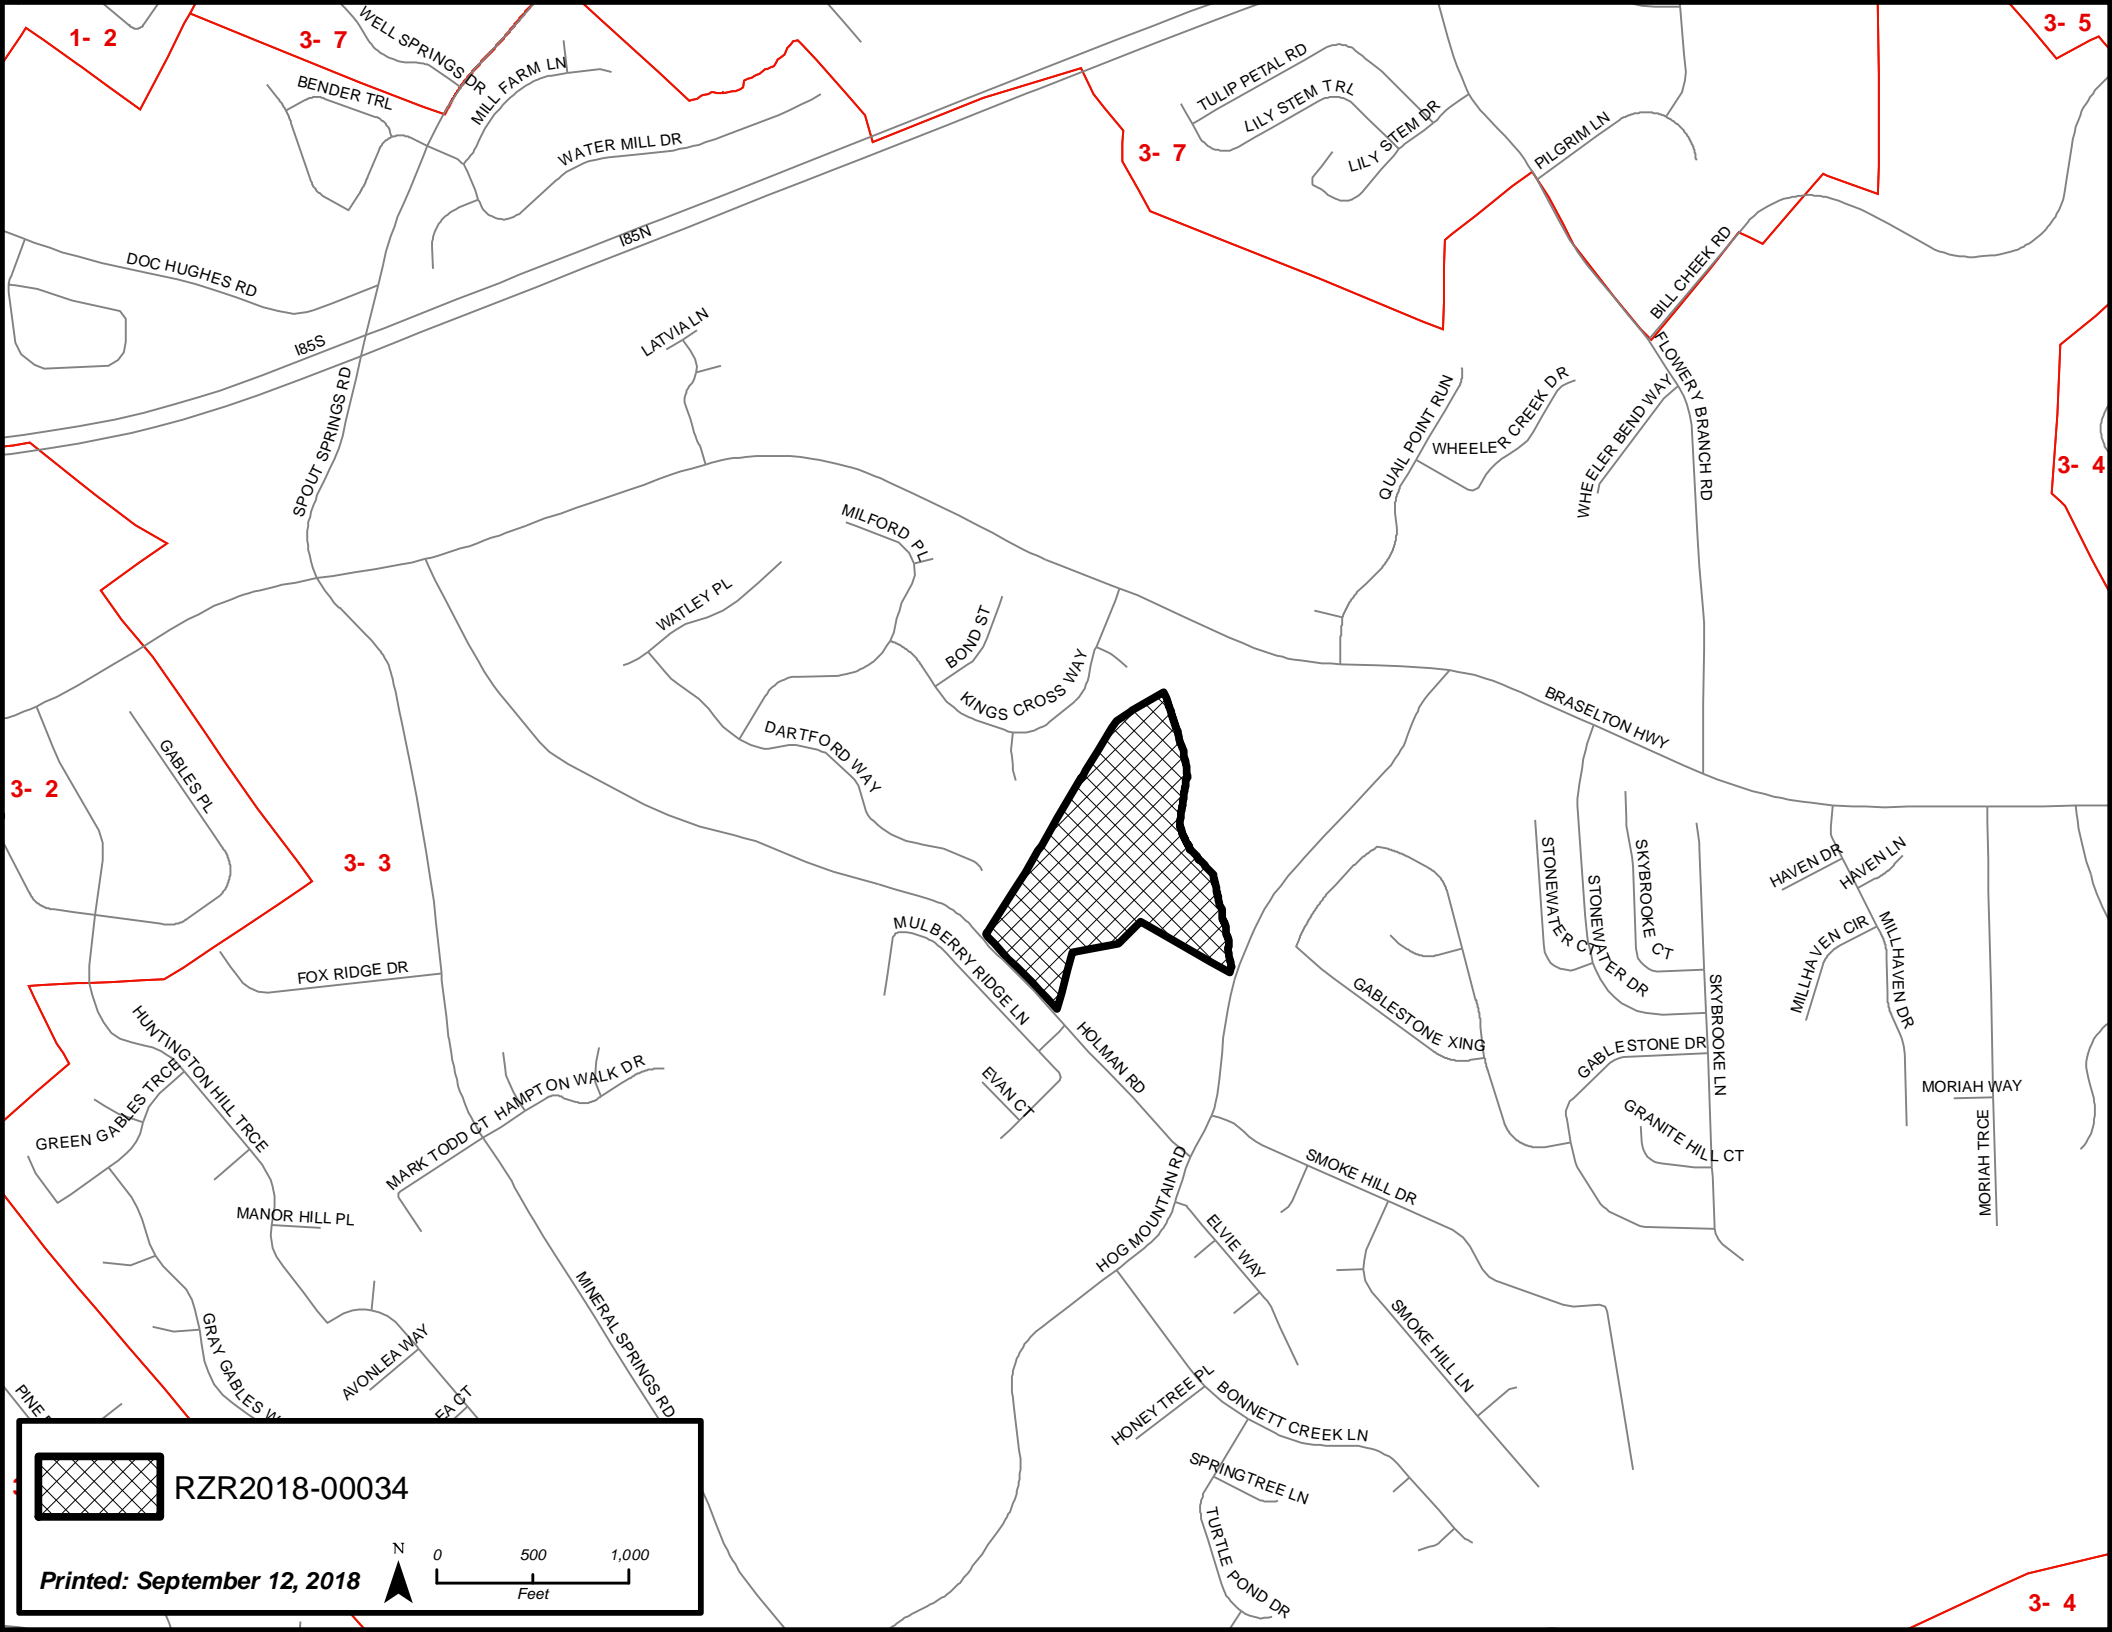 1- 2
3- 7
WELL SPRINGS DR
3- 5
BENDER TRL
MILL FARM LN
TULIP PETAL RD
LILY STEM TRL
LILY STEM DR
PILGRIM LN
WATER MILL DR
3- 7
I85N
DOC HUGHES RD
BILL CHEEK RD
I85S
LATVIA LN
SPOUT SPRINGS RD
FLOWERY BRANCH RD
QUAIL POINT RUN
WHEELER CREEK DR
WHEELER BEND WAY
3- 4
MILFORD PL
WATLEY PL
BOND ST
KINGS CROSS WAY
BRASELTON HWY
DARTFORD WAY
GABLES PL
3- 2
3- 3
STONEWATER CT
STONEWATER DR
SKYBROOKE CT
HAVEN DR
HAVEN LN
MILLHAVEN CIR
MILLHAVEN DR
MULBERRY RIDGE LN
FOX RIDGE DR
GABLESTONE XING
SKYBROOKE LN
HUNTINGTON HILL TRCE
HOLMAN RD
GABLESTONE DR
GREEN GABLES TRCE
HAMPTON WALK DR
EVAN CT
MORIAH WAY
GRANITE HILL CT
MARK TODD CT
MORIAH TRCE
SMOKE HILL DR
HOG MOUNTAIN RD
MANOR HILL PL
ELVIE WAY
MINERAL SPRINGS RD
GRAY GABLES W
AVONLEA WAY
SMOKE HILL LN
PINE
EA CT
HONEY TREE PL
BONNETT CREEK LN
SPRINGTREE LN
TURTLE POND DR
RZR2018-00034
N
0 500 1,000
Feet
Printed: September 12, 2018
3- 4